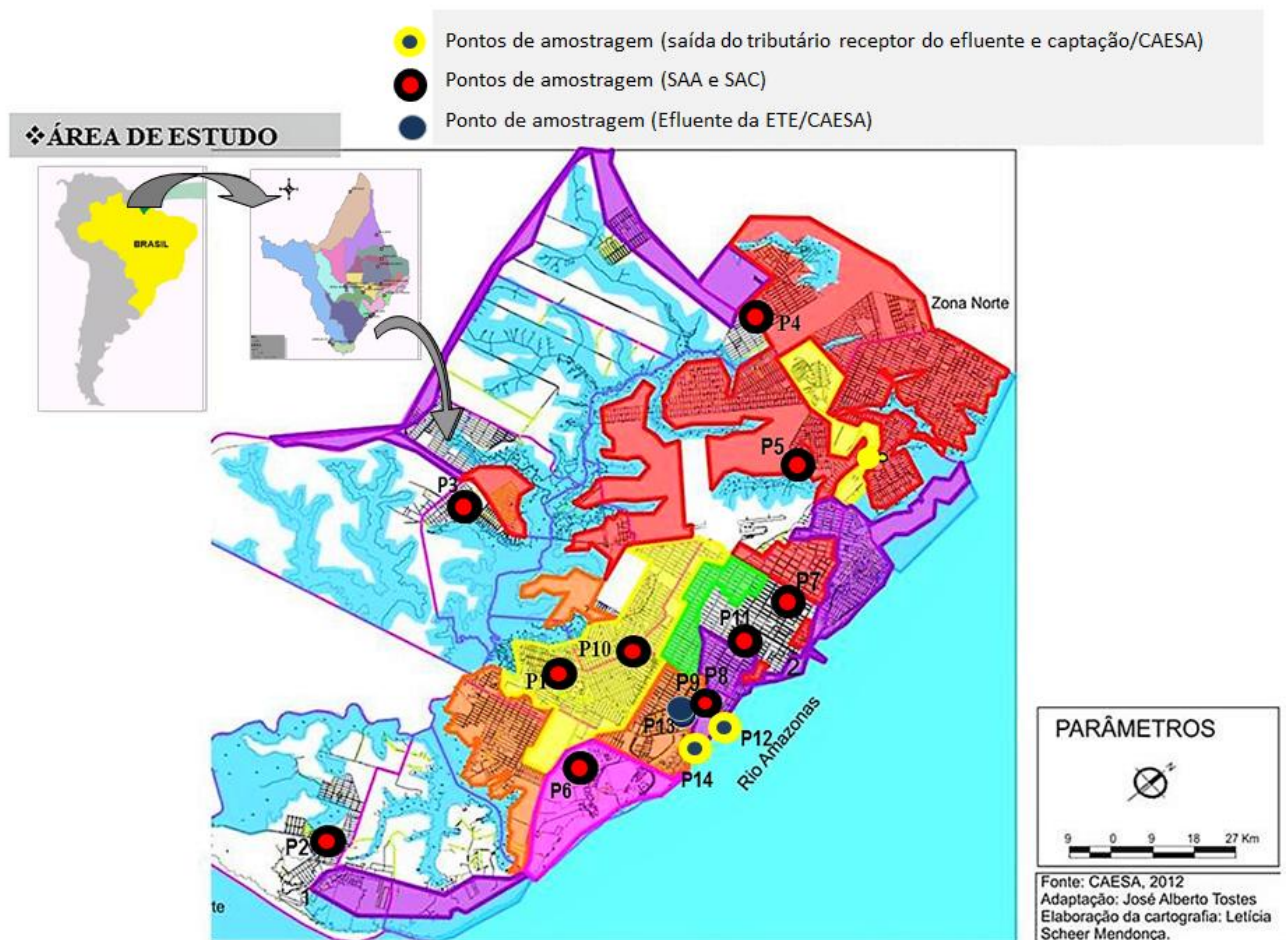 Pontos de amostragem (saída do tributário receptor do efluente e captação/CAESA)
Pontos de amostragem (SAA e SAC)
Ponto de amostragem (Efluente da ETE/CAESA)
❖ÁREA DE ESTUDO
BRASIL
Zona Norte
P4
P5
P3
P7
P11
P10
P1
2
P9
P8
P13
P12
P14
Rio Amazonas
P6
P2
1
te
PARÂMETROS
N
9 0 9 18 27 Km
Fonte: CAESA, 2012
Adaptação: José Alberto Tostes
Elaboração da cartografia: Letícia
Scheer Mendonça.